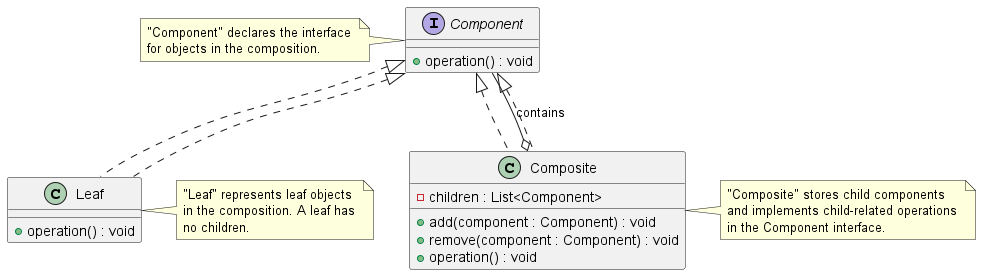 "Component" declares the interface
for objects in the composition.
I Component
operation() : void
contains
C Leaf
operation() : void
"Leaf" represents leaf objects
in the composition. A leaf has
no children.
C Composite
children : List<Component>
add(component : Component) : void
remove(component : Component) : void
operation() : void
"Composite" stores child components
and implements child-related operations
in the Component interface.